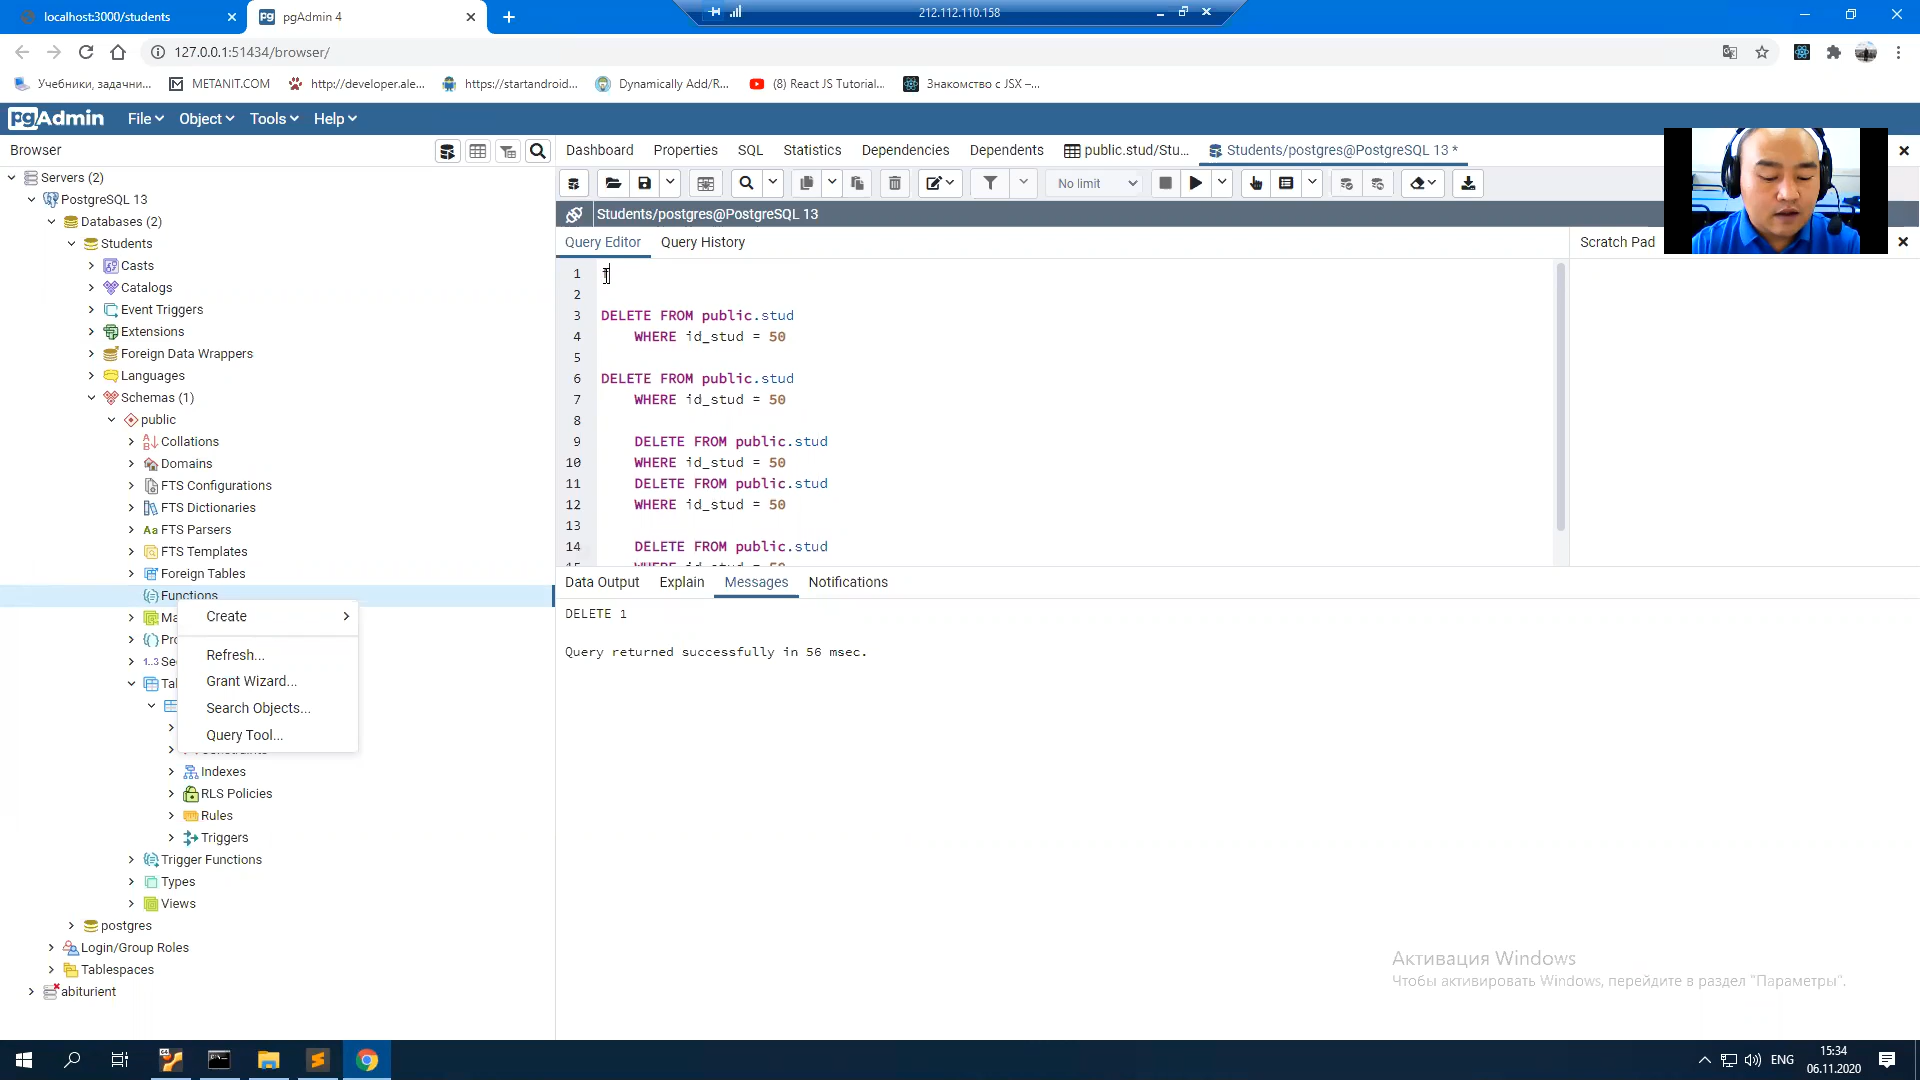 localhost:3000/students
pgAdmin 4
212.112.110.158
127.0.0.1:51434/browser/
Учебники, задачни...
METANIT.COM
http://developer.ale...
https://startandroid...
Dynamically Add/R...
(8) React JS Tutorial...
Знакомство с JSX –...
pgAdmin
File
Object
Tools
Help
Browser
Dashboard
Properties
SQL
Statistics
Dependencies
Dependents
public.stud/Stu...
Students/postgres@PostgreSQL 13 *
No limit
Students/postgres@PostgreSQL 13
Query Editor
Query History
Scratch Pad
Servers (2)
PostgreSQL 13
Databases (2)
Students
Casts
Catalogs
Event Triggers
Extensions
Foreign Data Wrappers
Languages
Schemas (1)
public
Collations
Domains
FTS Configurations
FTS Dictionaries
Aa FTS Parsers
FTS Templates
Foreign Tables
Functions
Ma
Pro
1..3 Se
Tal
Indexes
RLS Policies
Rules
Triggers
Trigger Functions
Types
Views
postgres
Login/Group Roles
Tablespaces
abiturient
Create
Refresh...
Grant Wizard...
Search Objects...
Query Tool...
1
2
3 DELETE FROM public.stud
4 WHERE id_stud = 50
5
6 DELETE FROM public.stud
7 WHERE id_stud = 50
8
9 DELETE FROM public.stud
10 WHERE id_stud = 50
11 DELETE FROM public.stud
12 WHERE id_stud = 50
13
14 DELETE FROM public.stud
Data Output
Explain
Messages
Notifications
DELETE 1
Query returned successfully in 56 msec.
Активация Windows
Чтобы активировать Windows, перейдите в раздел "Параметры".
ENG
15:34
06.11.2020